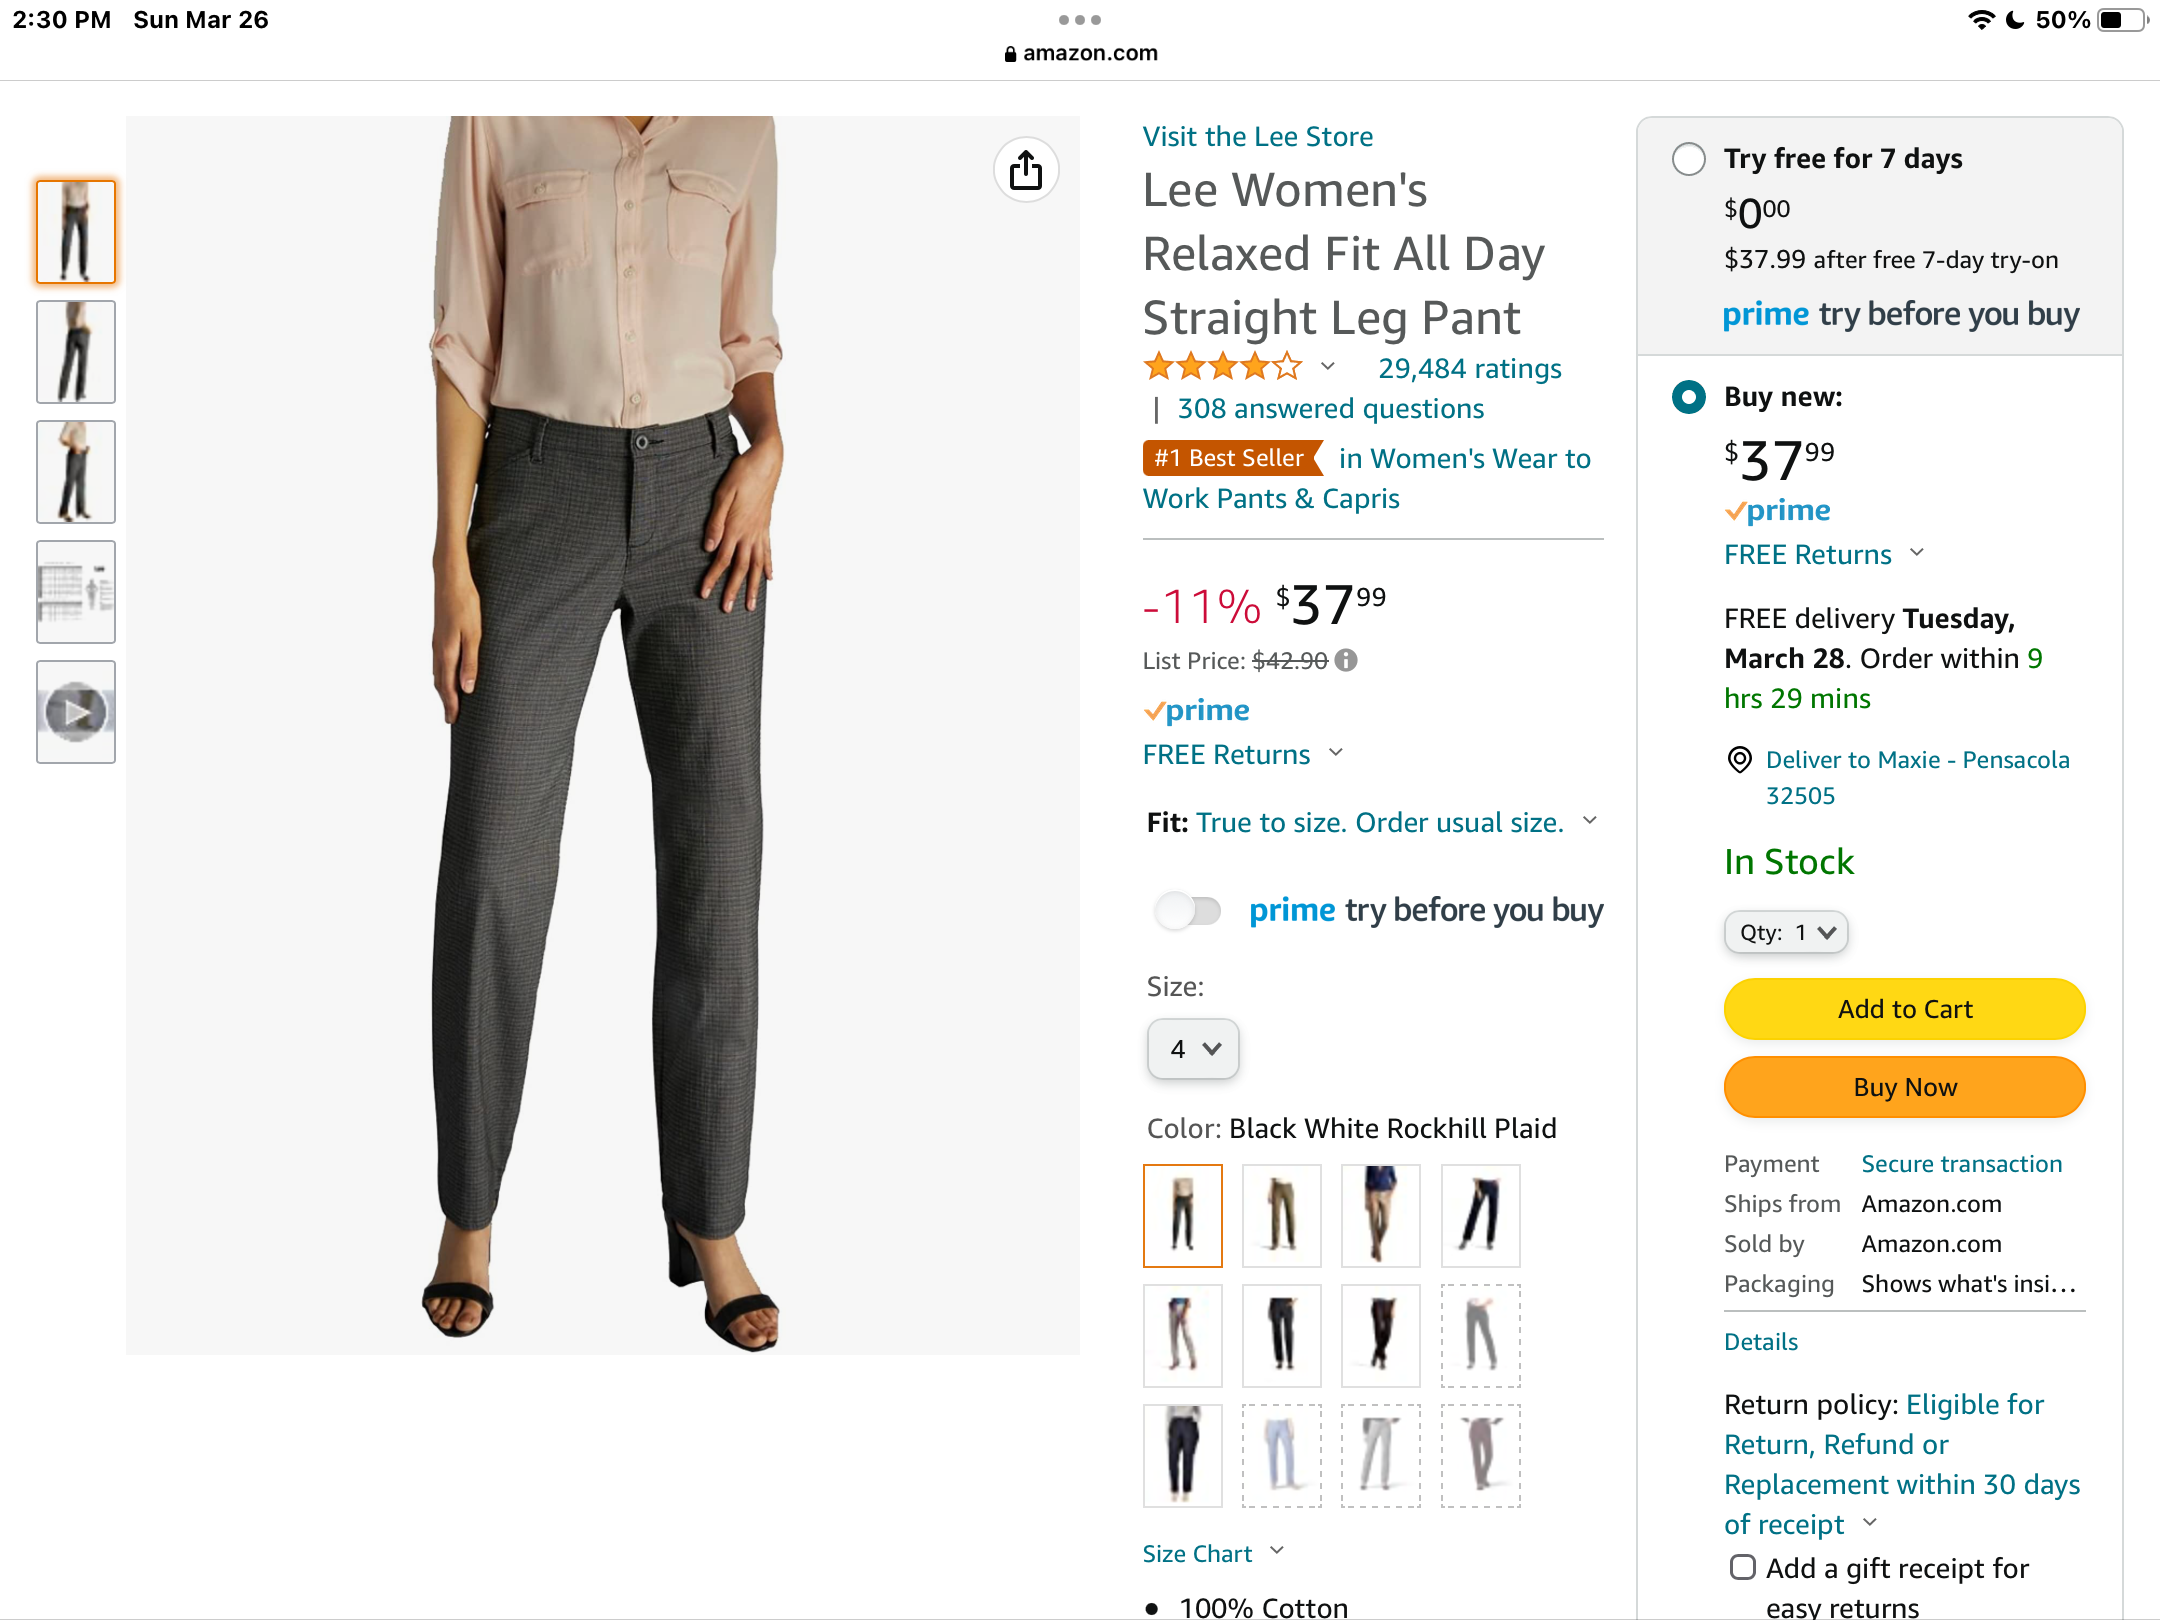 2:30 PM Sun Mar 26
50%
amazon.com
Visit the Lee Store
Lee Women's
Relaxed Fit All Day
Straight Leg Pant
29,484 ratings
| 308 answered questions
#1 Best Seller in Women's Wear to
Work Pants & Capris
-11% $37.99
List Price: $42.90
prime
FREE Returns
Fit: True to size. Order usual size.
prime try before you buy
Size:
4
Color: Black White Rockhill Plaid
Size Chart
• 100% Cotton
Try free for 7 days
$0.00
$37.99 after free 7-day try-on
prime try before you buy
Buy new:
$37.99
prime
FREE Returns
FREE delivery Tuesday,
March 28. Order within 9
hrs 29 mins
Deliver to Maxie - Pensacola
32505
In Stock
Qty: 1
Add to Cart
Buy Now
Payment Secure transaction
Ships from Amazon.com
Sold by Amazon.com
Packaging Shows what's insi...
Details
Return policy: Eligible for
Return, Refund or
Replacement within 30 days
of receipt
Add a gift receipt for
easy returns